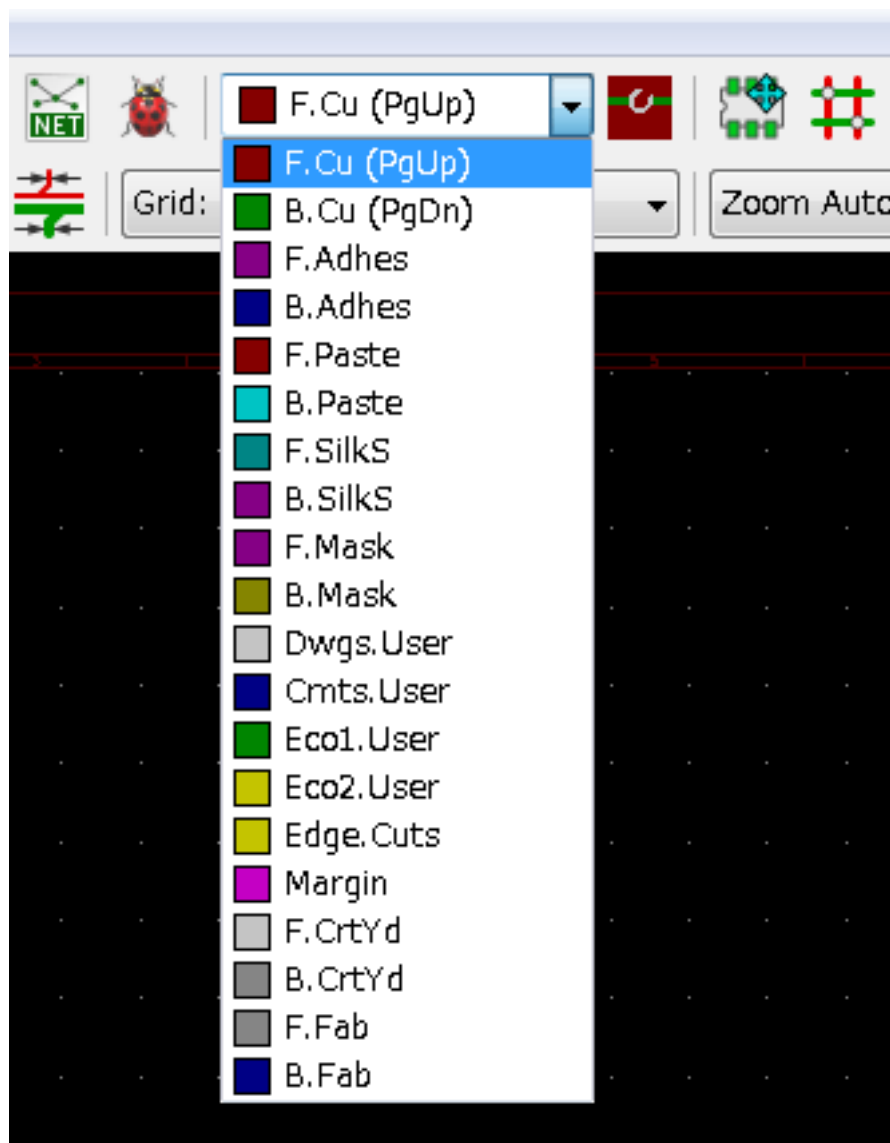 NET
F.Cu (PgUp)
F.Cu (PgUp)
Grid:
Zoom Auto
B.Cu (PgDn)
F.Adhes
B.Adhes
F.Paste
B.Paste
F.SilkS
B.SilkS
F.Mask
B.Mask
Dwgs.User
Cmts.User
Eco1.User
Eco2.User
Edge.Cuts
Margin
F.CrtYd
B.CrtYd
F.Fab
B.Fab